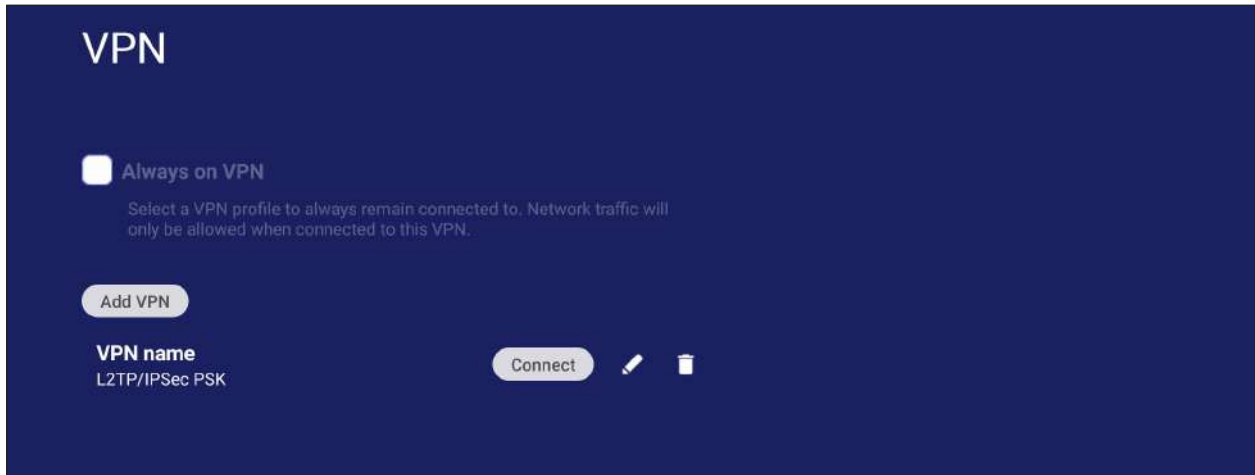 VPN
Always on VPN
Select a VPN profile to always remain connected to. Network traffic will
only be allowed when connected to this VPN.
Add VPN
VPN name
Connect
L2TP/IPSec PSK